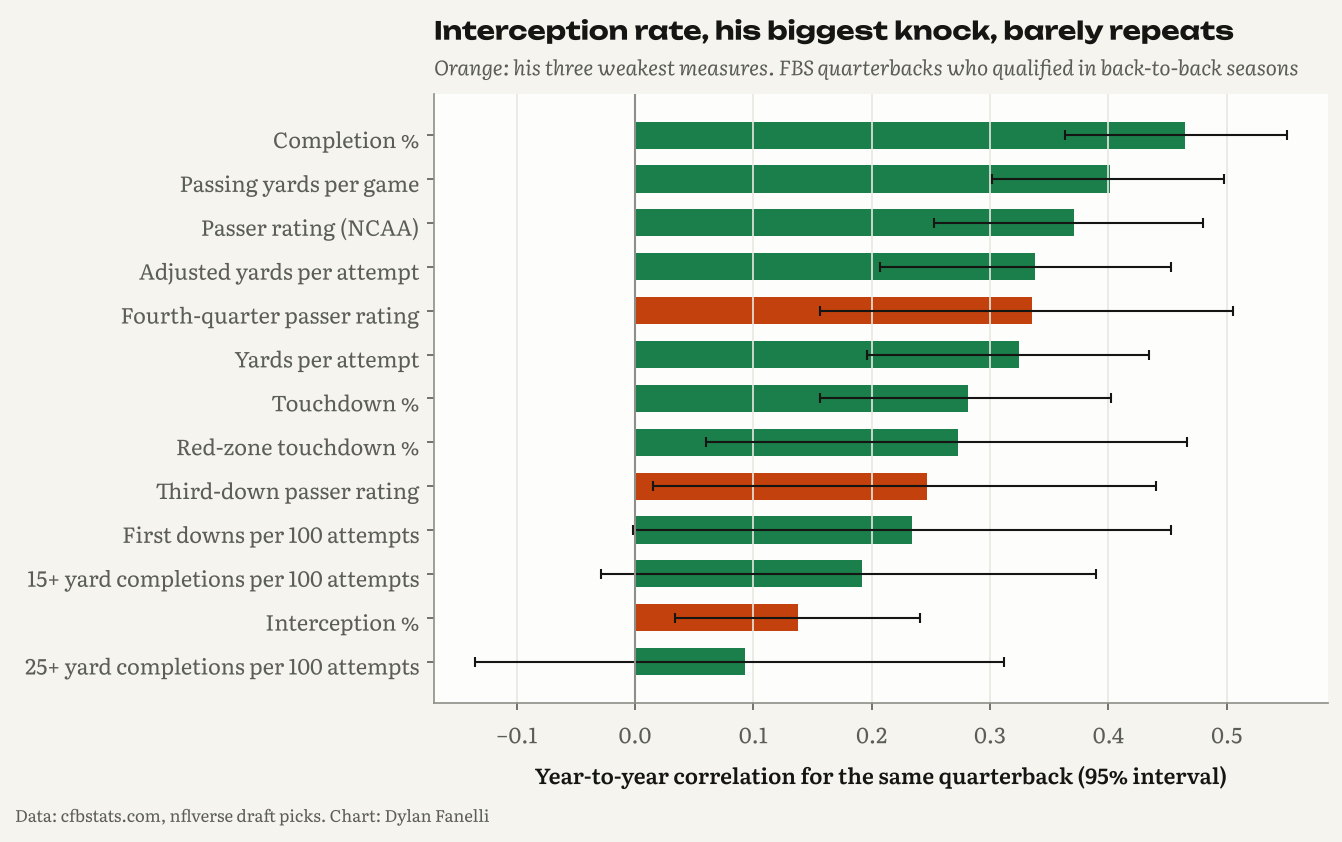 Interception rate, his biggest knock, barely repeats
Orange: his three weakest measures. FBS quarterbacks who qualified in back-to-back seasons
Completion %
Passing yards per game
Passer rating (NCAA)
Adjusted yards per attempt
Fourth-quarter passer rating
Yards per attempt
Touchdown %
Red-zone touchdown %
Third-down passer rating
First downs per 100 attempts
15+ yard completions per 100 attempts
Interception %
25+ yard completions per 100 attempts
−0.1 0.0 0.1 0.2 0.3 0.4 0.5
Year-to-year correlation for the same quarterback (95% interval)
Data: cfbstats.com, nflverse draft picks. Chart: Dylan Fanelli